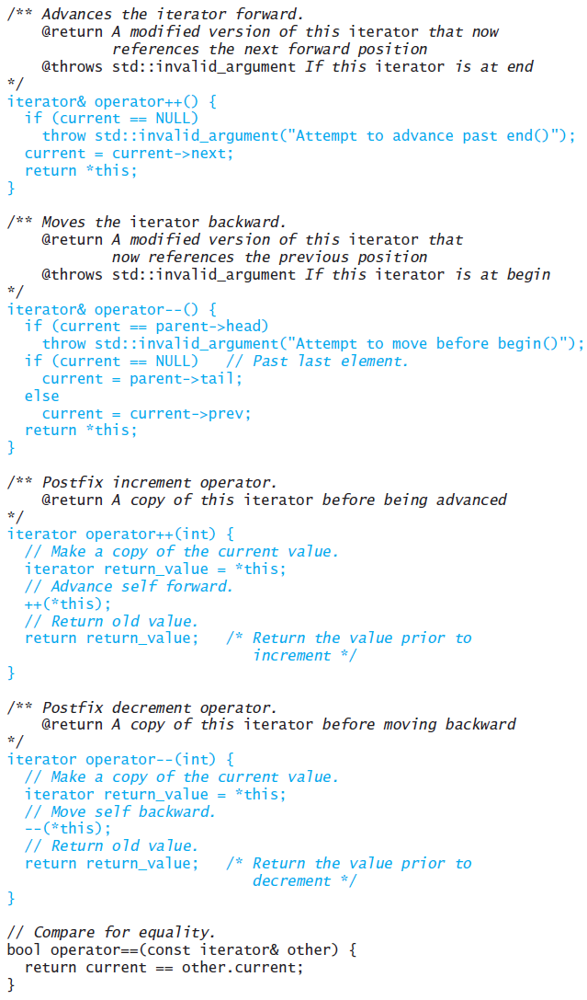 /** Advances the iterator forward.
    @return A modified version of this iterator that now
            references the next forward position
    @throws std::invalid_argument If this iterator is at end
*/
iterator& operator++() {
  if (current == NULL)
    throw std::invalid_argument("Attempt to advance past end()");
  current = current->next;
  return *this;
}

/** Moves the iterator backward.
    @return A modified version of this iterator that
            now references the previous position
    @throws std::invalid_argument If this iterator is at begin
*/
iterator& operator--() {
  if (current == parent->head)
    throw std::invalid_argument("Attempt to move before begin()");
  if (current == NULL)   // Past last element.
    current = parent->tail;
  else
    current = current->prev;
  return *this;
}

/** Postfix increment operator.
    @return A copy of this iterator before being advanced
*/
iterator operator++(int) {
  // Make a copy of the current value.
  iterator return_value = *this;
  // Advance self forward.
  ++(*this);
  // Return old value.
  return return_value;   /* Return the value prior to
                            increment */
}

/** Postfix decrement operator.
    @return A copy of this iterator before moving backward
*/
iterator operator--(int) {
  // Make a copy of the current value.
  iterator return_value = *this;
  // Move self backward.
  --(*this);
  // Return old value.
  return return_value;   /* Return the value prior to
                            decrement */
}

// Compare for equality.
bool operator==(const iterator& other) {
  return current == other.current;
}